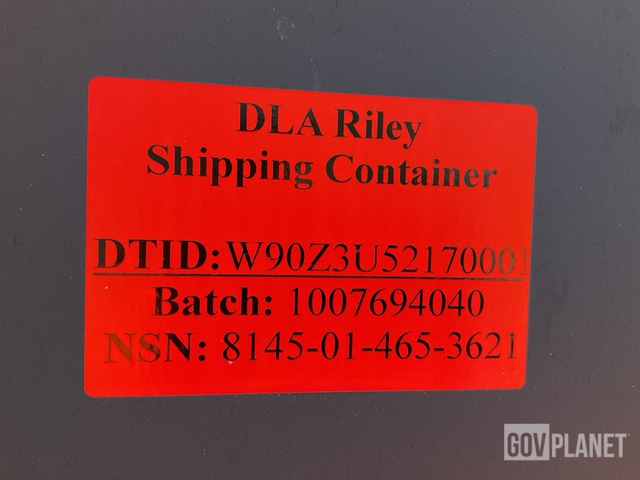 DLA Riley
Shipping Container
DTID:W90Z3U52170001
Batch: 1007694040
NSN: 8145-01-465-3621
GOVPLANET